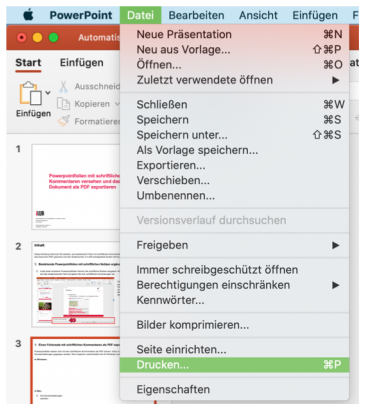 PowerPoint Datei Bearbeiten Ansicht Einfügen
Automatis
Start Einfügen
Einfügen
Ausschneid
Kopieren
Formatieren
Neue Präsentation ⌘N
Neu aus Vorlage... ⇧⌘P
Öffnen... ⌘O
Zuletzt verwendete öffnen ▶
Schließen ⌘W
Speichern ⌘S
Speichern unter... ⇧⌘S
Als Vorlage speichern...
Exportieren...
Verschieben...
Umbenennen...
Versionsverlauf durchsuchen
Freigeben ▶
Immer schreibgeschützt öffnen
Berechtigungen einschränken ▶
Kennwörter...
Bilder komprimieren...
Seite einrichten...
Drucken... ⌘P
Eigenschaften
1
Powerpointfolien mit schriftliche
Kommentaren versehen und das
Dokument als PDF exportieren
2
Inhalt
3